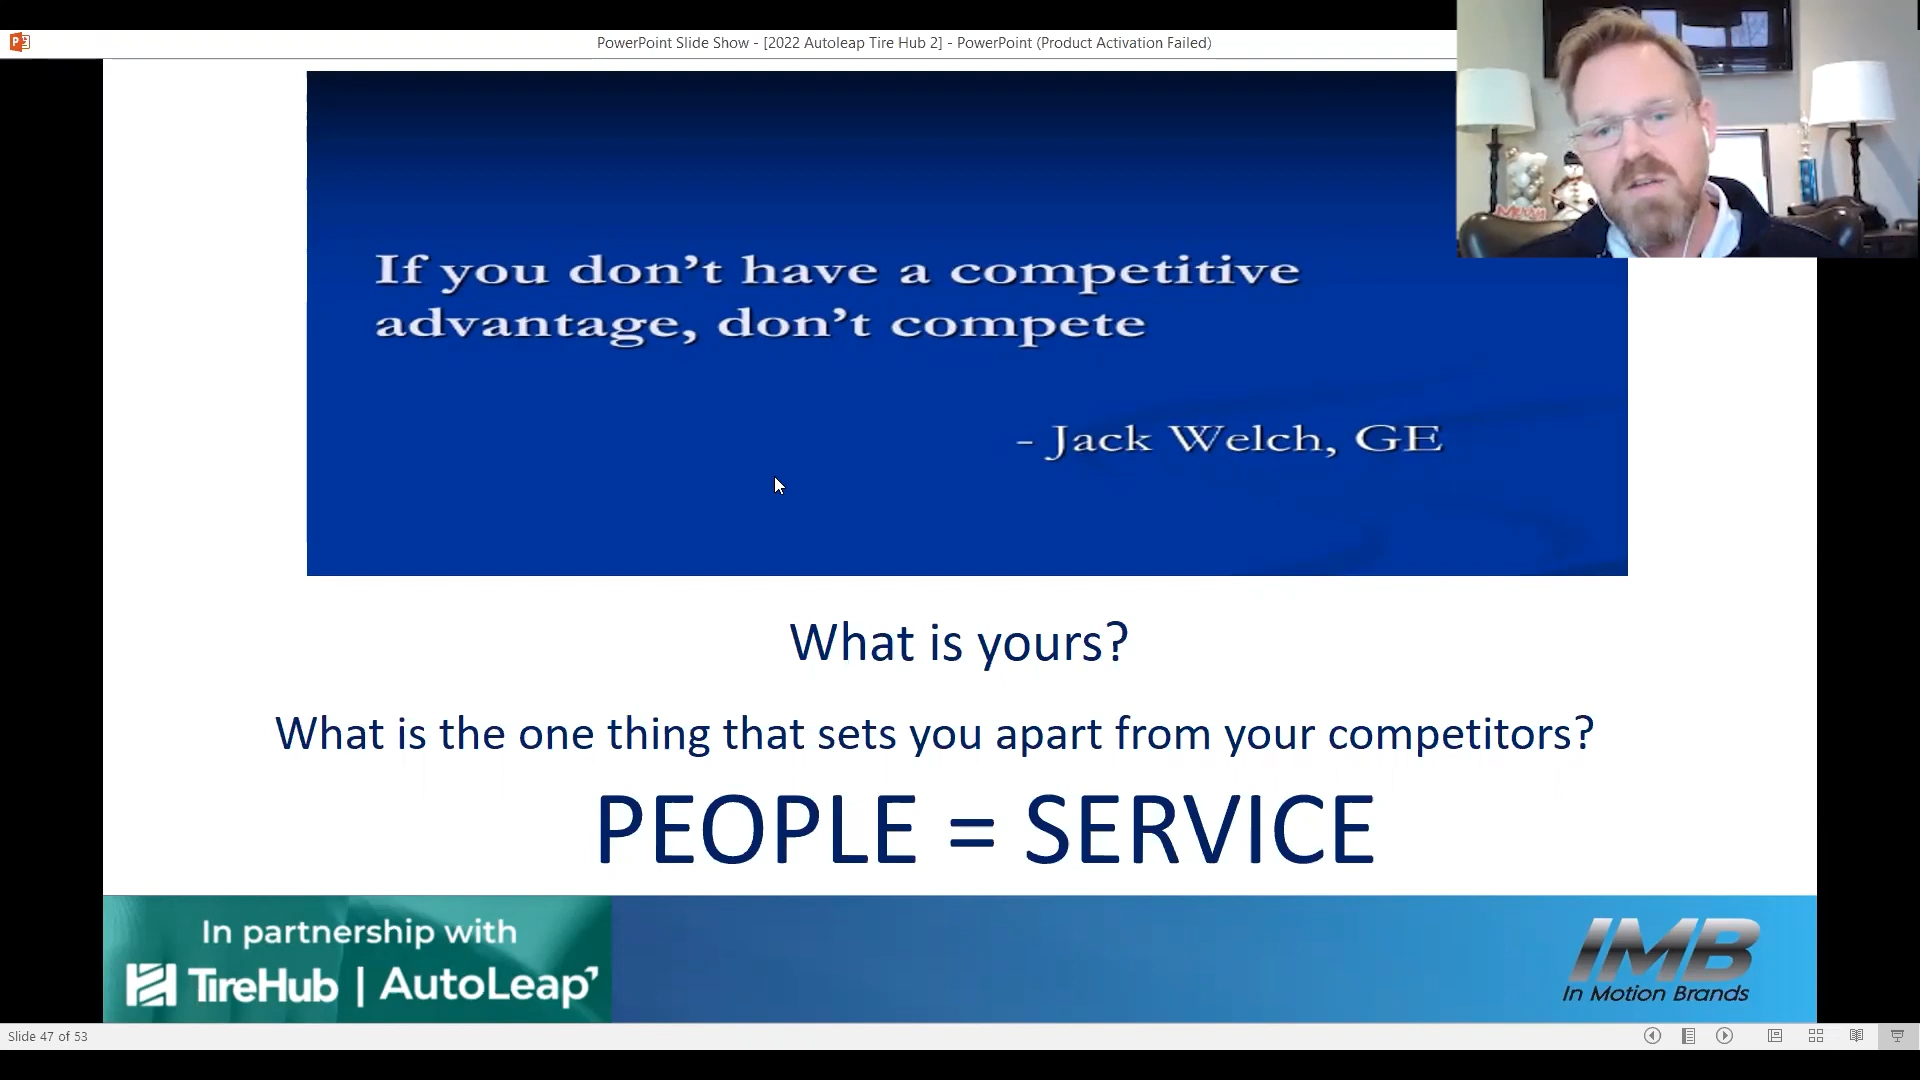 PowerPoint Slide Show - [2022 Autoleap Tire Hub 2] - PowerPoint (Product Activation Failed)
If you don't have a competitive
advantage, don't compete
- Jack Welch, GE
What is yours?
What is the one thing that sets you apart from your competitors?
PEOPLE = SERVICE
In partnership with
TireHub | AutoLeap
IMB
In Motion Brands
Slide 47 of 53